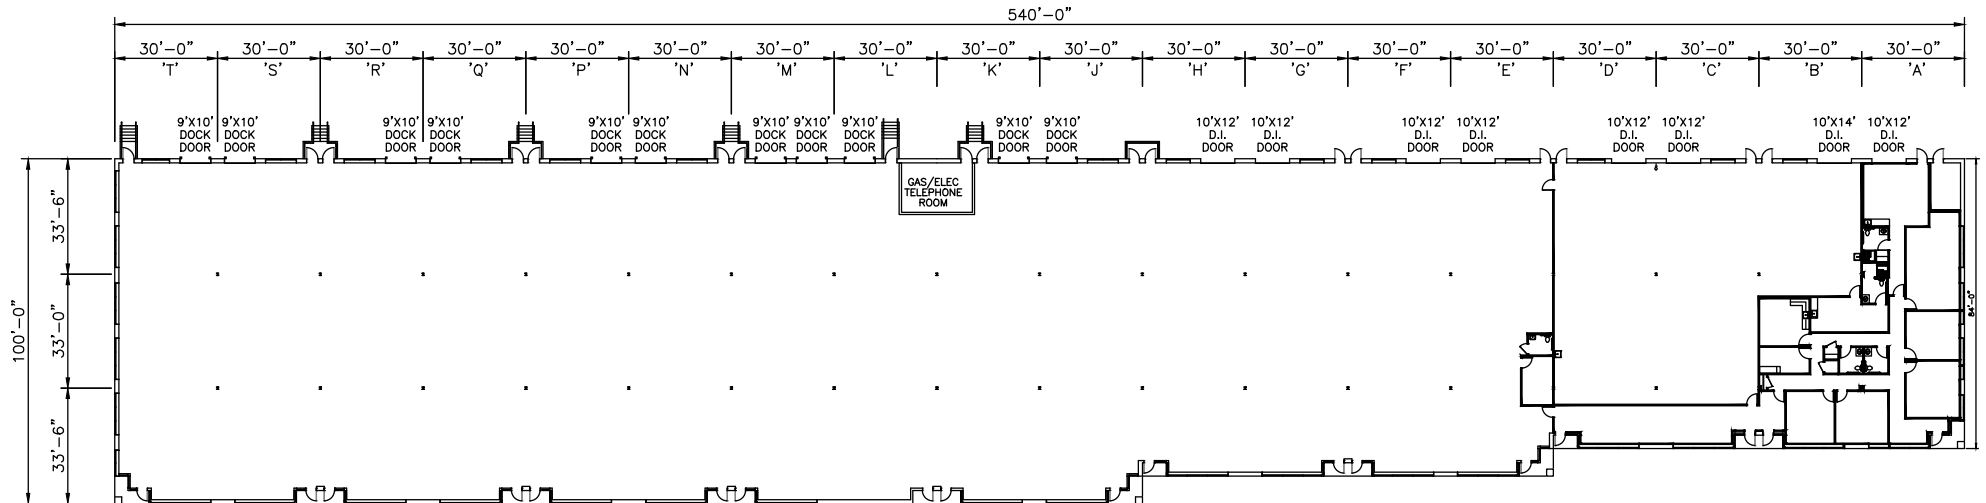 540'-0"
30'-0" 30'-0" 30'-0" 30'-0" 30'-0" 30'-0" 30'-0" 30'-0" 30'-0" 30'-0" 30'-0" 30'-0" 30'-0" 30'-0" 30'-0" 30'-0" 30'-0" 30'-0"
'T' 'S' 'R' 'Q' 'P' 'N' 'M' 'L' 'K' 'J' 'H' 'G' 'F' 'E' 'D' 'C' 'B' 'A'
9'X10' 9'X10' 9'X10' 9'X10' 9'X10' 9'X10' 9'X10' 9'X10' 9'X10' 9'X10' 9'X10' 10'X12' 10'X12' 10'X12' 10'X12' 10'X12' 10'X12' 10'X14' 10'X12'
DOCK DOCK DOCK DOCK DOCK DOCK DOCK DOCK DOCK DOCK DOCK D.I. D.I. D.I. D.I. D.I. D.I. D.I. D.I.
DOOR DOOR DOOR DOOR DOOR DOOR DOOR DOOR DOOR DOOR DOOR DOOR DOOR DOOR DOOR DOOR DOOR DOOR DOOR
GAS/ELEC
TELEPHONE
ROOM
33'-6"
33'-0"
33'-6"
100'-0"
84'-0"